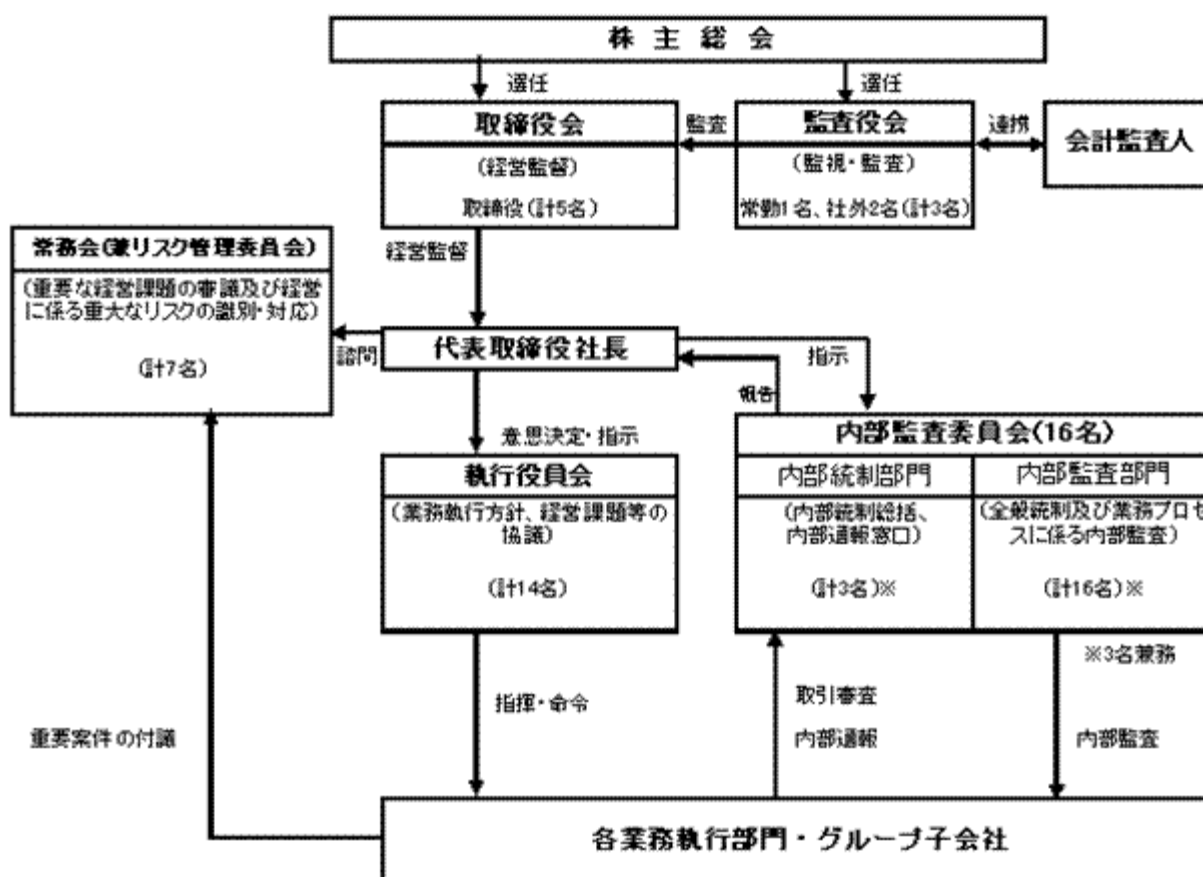 株主総会
選任
選任
取締役会
(経営監督)
取締役(計5名)
監査
監査役会
(監視・監査)
常勤1名、社外2名(計3名)
連携
会計監査人
経営監督
常務会(兼リスク管理委員会)
(重要な経営課題の審議及び経営
に係る重大なリスクの識別・対応)
(計7名)
諮問
代表取締役社長
指示
報告
意思決定・指示
執行役員会
(業務執行方針、経営課題等の
協議)
(計14名)
内部監査委員会(16名)
内部統制部門
(内部統制総括、
内部通報窓口)
(計3名)※
内部監査部門
(全般統制及び業務プロセ
スに係る内部監査)
(計16名)※
※3名兼務
指揮・命令
取引審査
内部通報
内部監査
重要案件の付議
各業務執行部門・グループ子会社